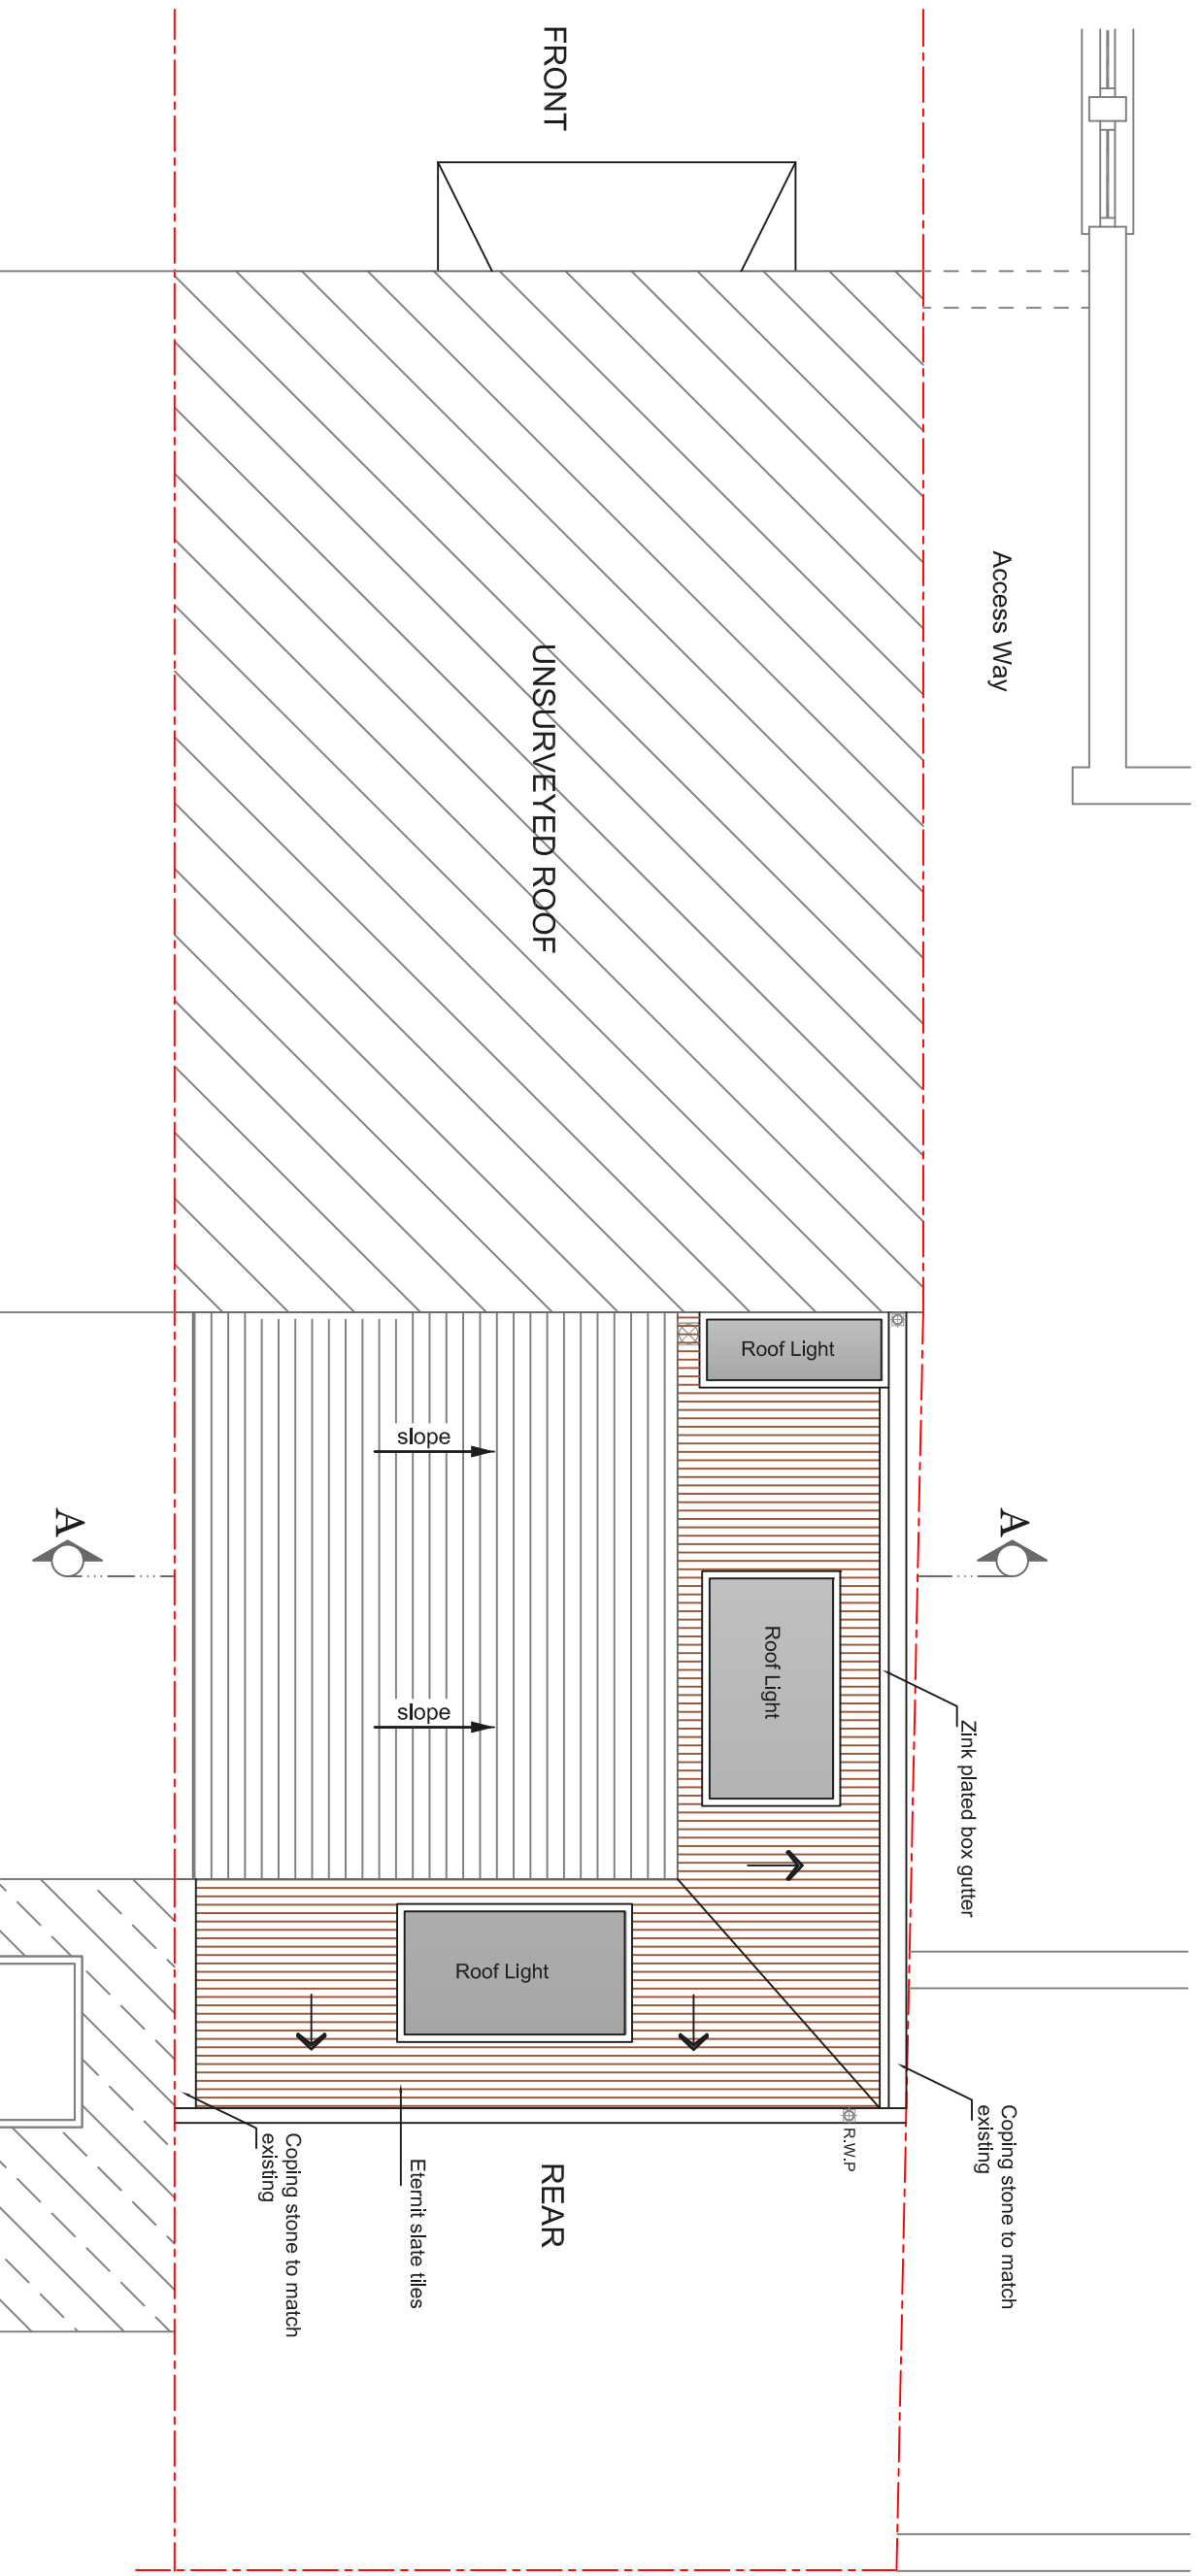 FRONT
Access Way
UNSURVEYED ROOF
Roof Light
slope
A
A
Roof Light
slope
Zink plated box gutter
Roof Light
Coping stone to match
existing
R.W.P
REAR
Eternit slate tiles
Coping stone to match
existing